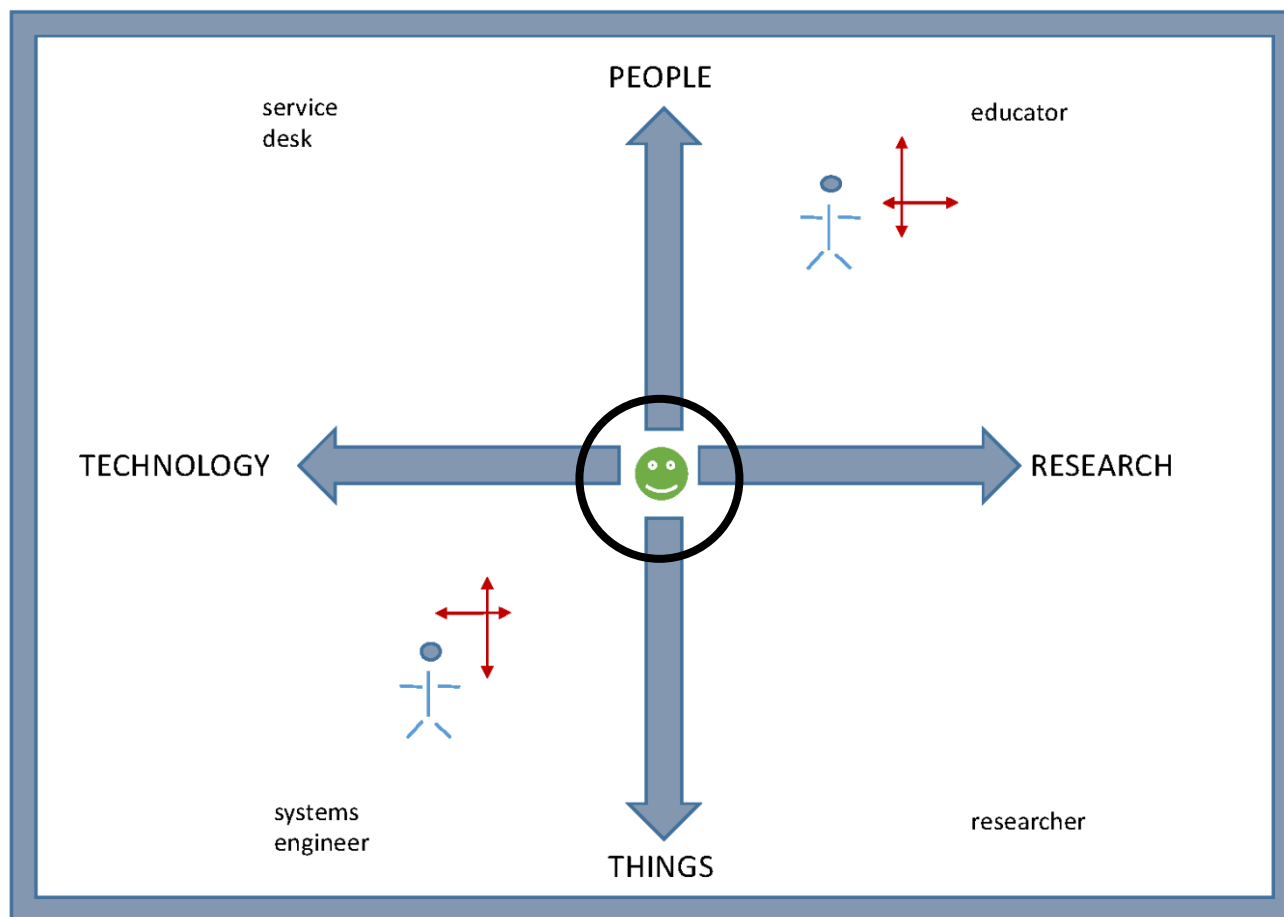 PEOPLE
service
desk
educator
TECHNOLOGY
RESEARCH
systems
engineer
researcher
THINGS